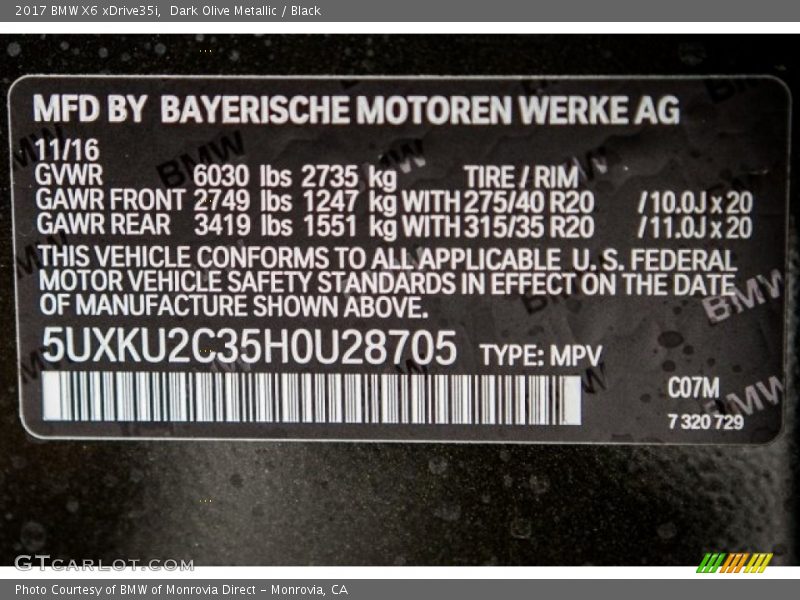 2017 BMW X6 xDrive35i, Dark Olive Metallic / Black
MFD BY BAYERISCHE MOTOREN WERKE AG
11/16
GVWR 6030 lbs 2735 kg TIRE / RIM
GAWR FRONT 2749 lbs 1247 kg WITH 275/40 R20 /10.0J x 20
GAWR REAR 3419 lbs 1551 kg WITH 315/35 R20 /11.0J x 20
THIS VEHICLE CONFORMS TO ALL APPLICABLE U. S. FEDERAL
MOTOR VEHICLE SAFETY STANDARDS IN EFFECT ON THE DATE
OF MANUFACTURE SHOWN ABOVE.
BMW
5UXKU2C35H0U28705 TYPE: MPV
C07M
BMW
7 320 729
GTCARLOT.COM
Photo Courtesy of BMW of Monrovia Direct - Monrovia, CA